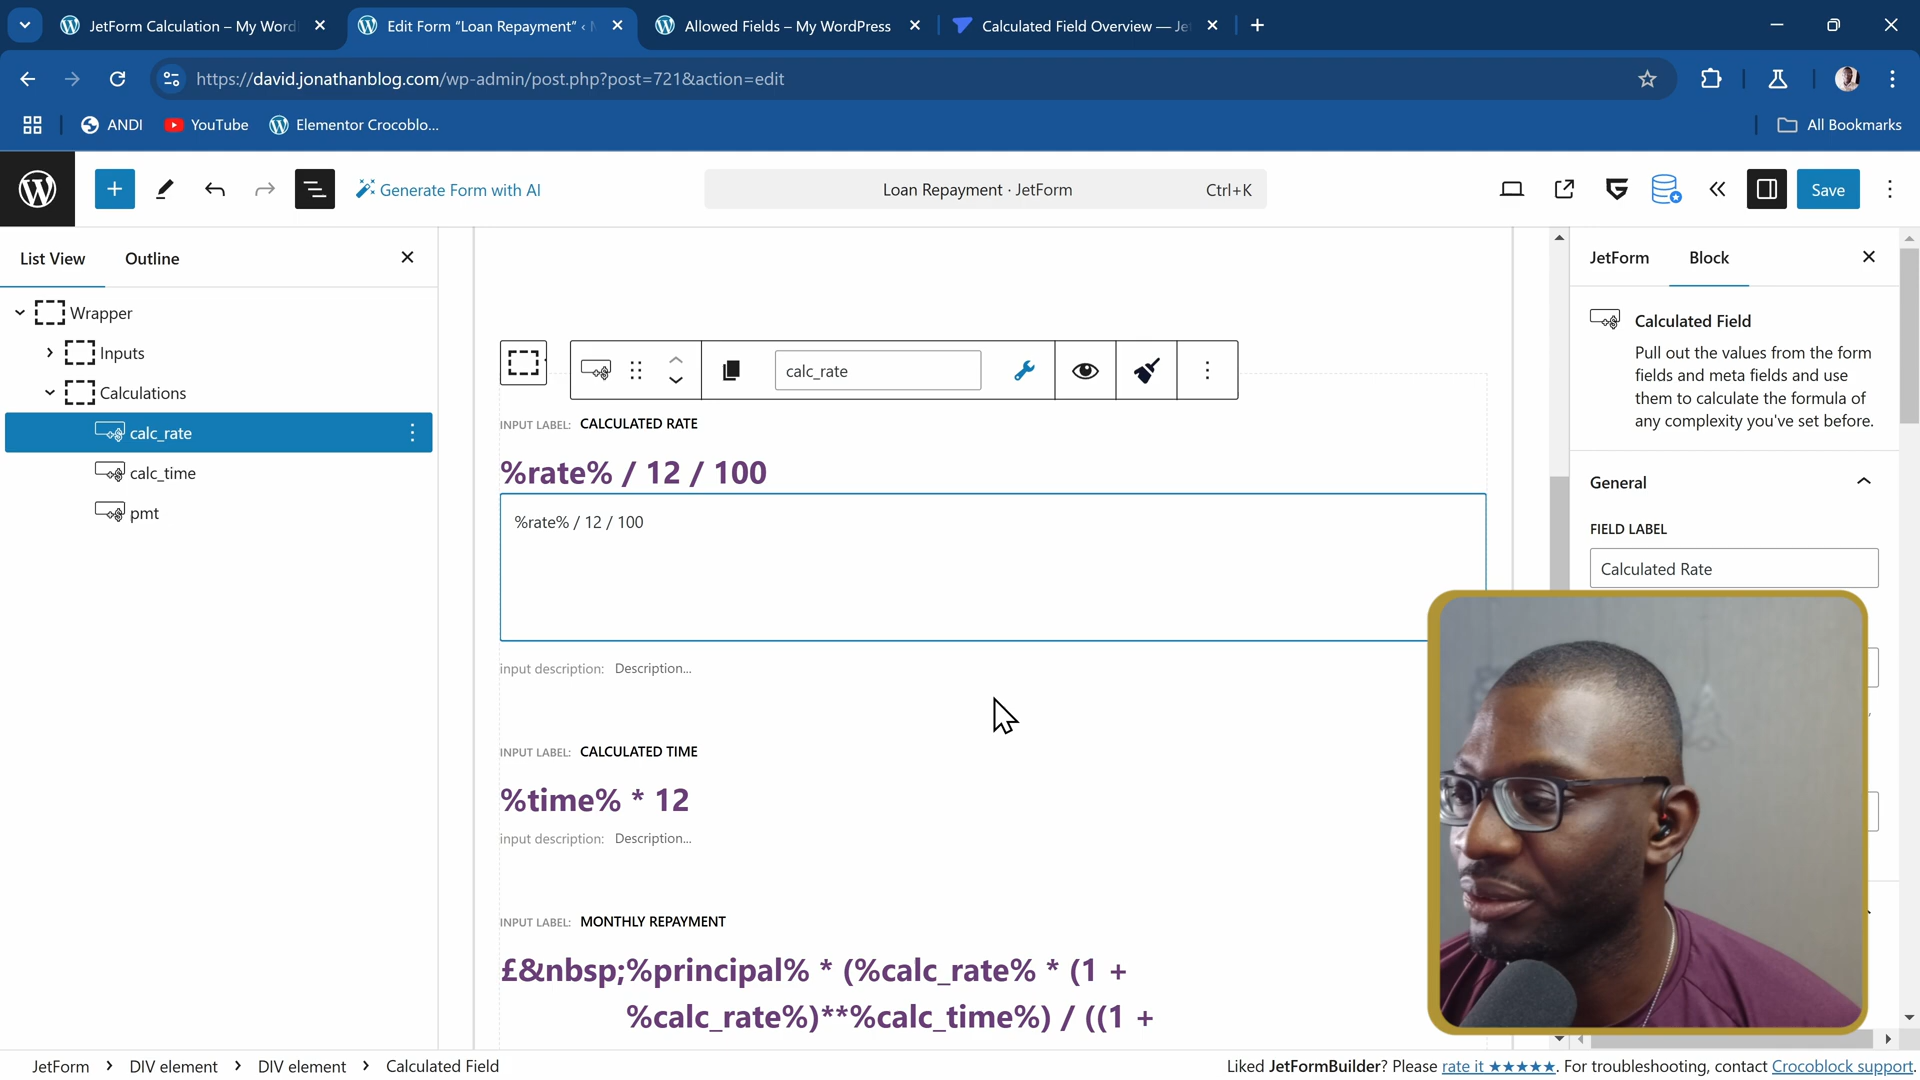 JetForm Calculation – My Word
Edit Form “Loan Repayment” ‹
Allowed Fields – My WordPress
Calculated Field Overview — Je
https://david.jonathanblog.com/wp-admin/post.php?post=721&action=edit
ANDI
YouTube
Elementor Crocoblo...
All Bookmarks
Generate Form with AI
Loan Repayment · JetForm
Ctrl+K
Save
List View
Outline
Wrapper
Inputs
Calculations
calc_rate
calc_time
pmt
calc_rate
INPUT LABEL: CALCULATED RATE
%rate% / 12 / 100
%rate% / 12 / 100
input description: Description...
INPUT LABEL: CALCULATED TIME
%time% * 12
input description: Description...
INPUT LABEL: MONTHLY REPAYMENT
£&nbsp;%principal% * (%calc_rate% * (1 +
%calc_rate%)**%calc_time%) / ((1 +
JetForm
Block
Calculated Field
Pull out the values from the form
fields and meta fields and use
them to calculate the formula of
any complexity you've set before.
General
FIELD LABEL
Calculated Rate
JetForm
DIV element
DIV element
Calculated Field
Liked JetFormBuilder? Please rate it ★★★★★. For troubleshooting, contact Crocoblock support.